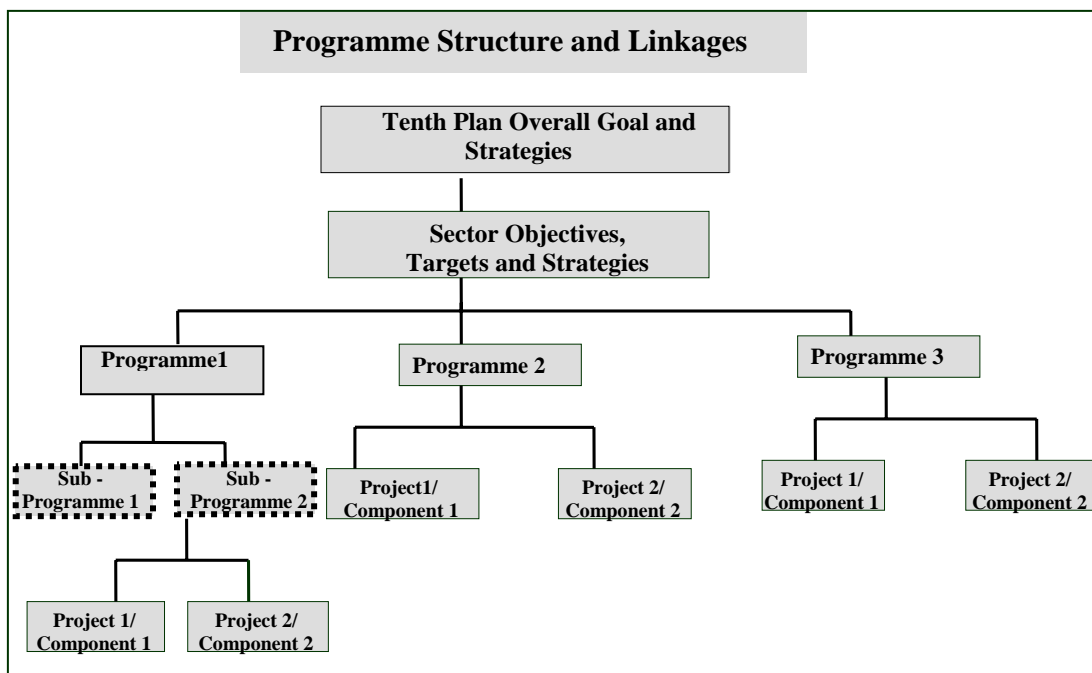 Programme Structure and Linkages
Tenth Plan Overall Goal and
Strategies
Sector Objectives,
Targets and Strategies
Programme1
Programme 2
Programme 3
Sub -
Programme 1
Sub -
Programme 2
Project1/
Component 1
Project 2/
Component 2
Project 1/
Component 1
Project 2/
Component 2
Project 1/
Component 1
Project 2/
Component 2